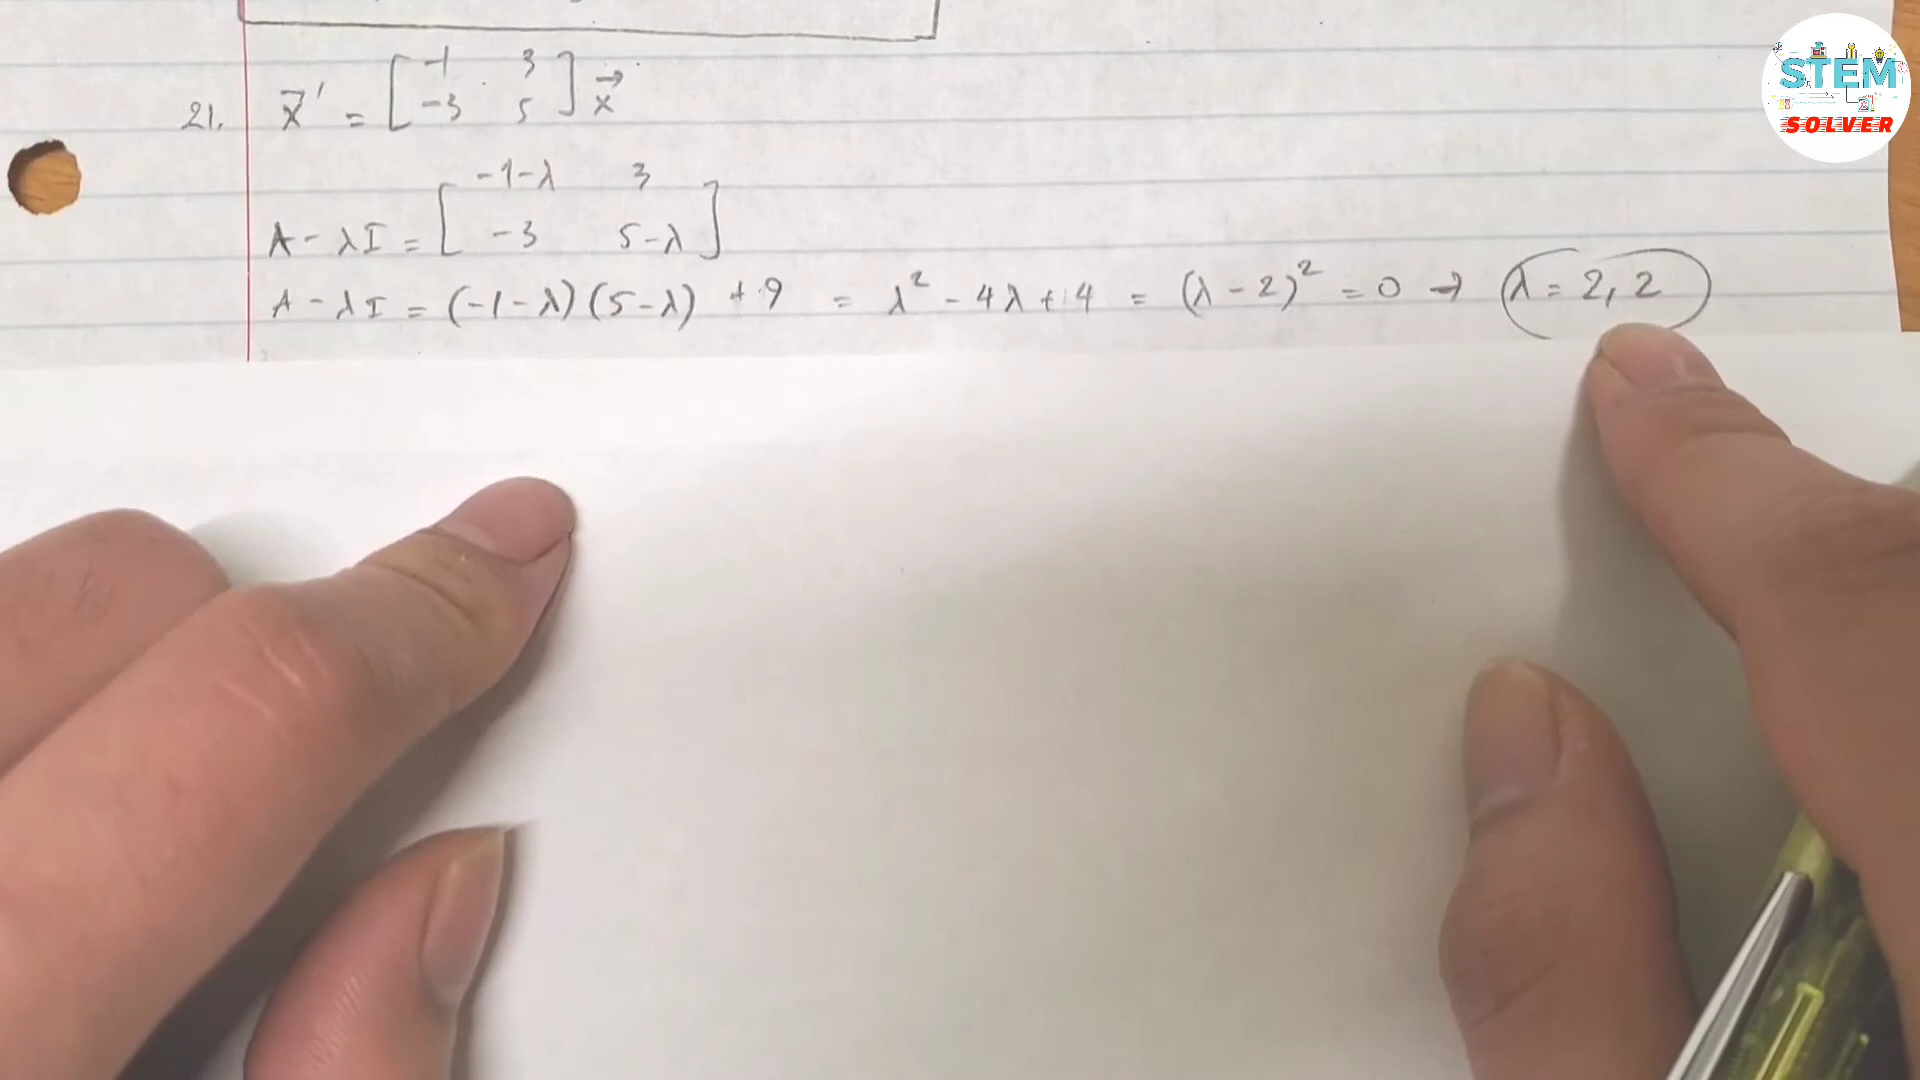 21. x⃗' = [ -1 3 ; -3 5 ] x⃗
A - λI = [ -1-λ 3 ; -3 5-λ ]
A - λI = (-1-λ)(5-λ) + 9 = λ² - 4λ + 4 = (λ-2)² = 0 → λ = 2, 2
STEM
SOLVER